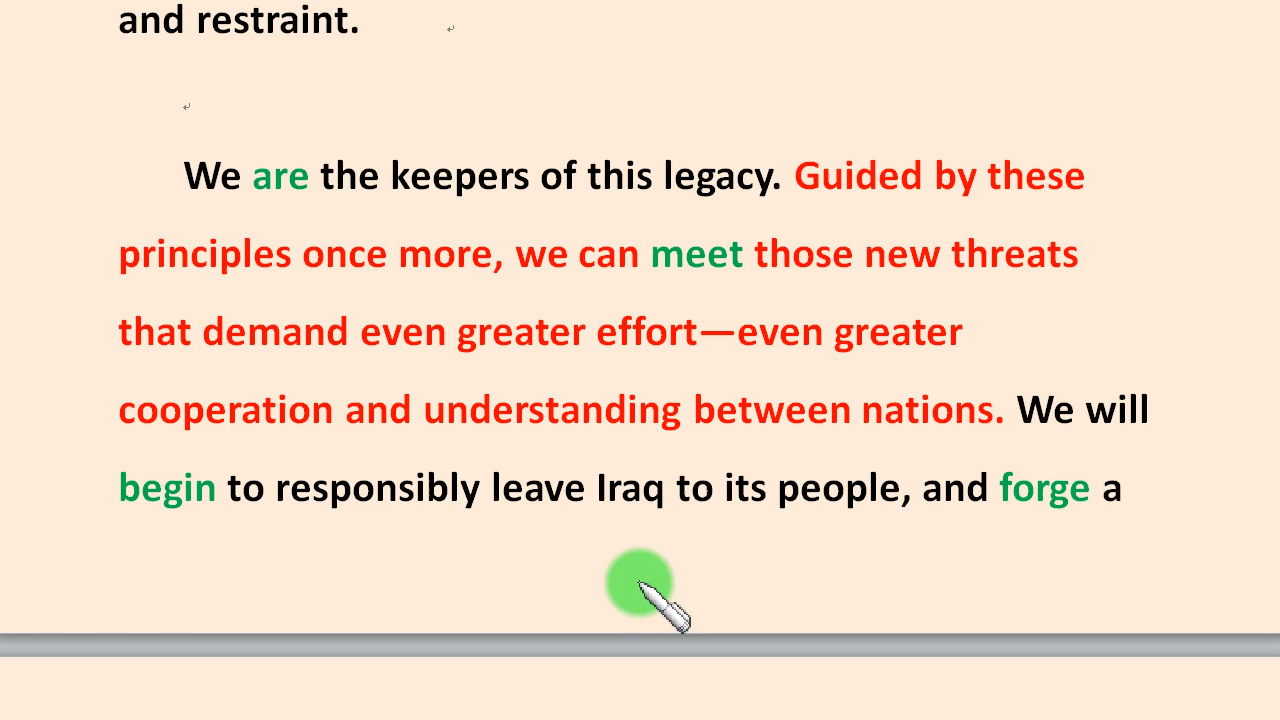 and restraint.
We are the keepers of this legacy. Guided by these
principles once more, we can meet those new threats
that demand even greater effort—even greater
cooperation and understanding between nations. We will
begin to responsibly leave Iraq to its people, and forge a